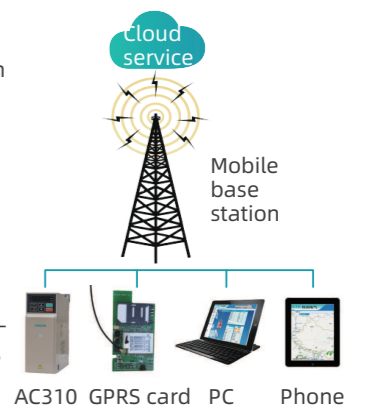 Cloud
service
Mobile
base
station
AC310 GPRS card PC Phone